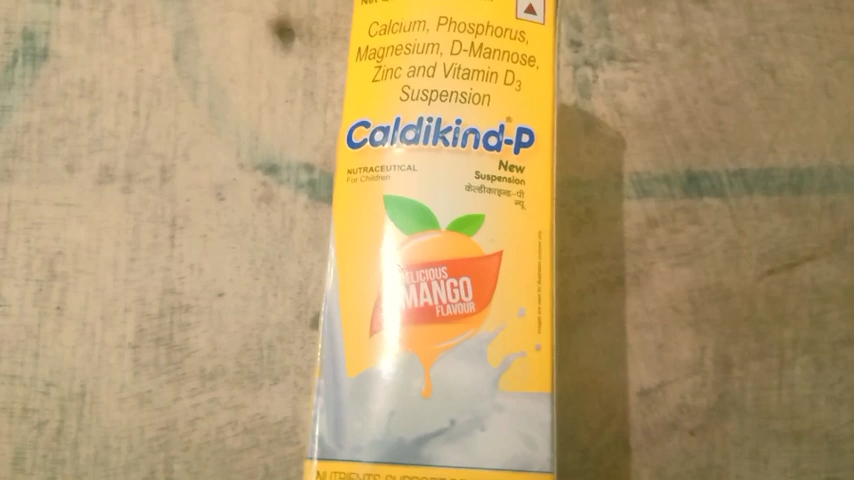 Calcium, Phosphorus,
Magnesium, D-Mannose,
Zinc and Vitamin D3
Suspension
Caldikind-P®
NUTRACEUTICAL
For Children
New
Suspension
केल्डीकाइन्ड-पी
न्यू
DELICIOUS
MANGO
FLAVOUR
NUTRIENTS